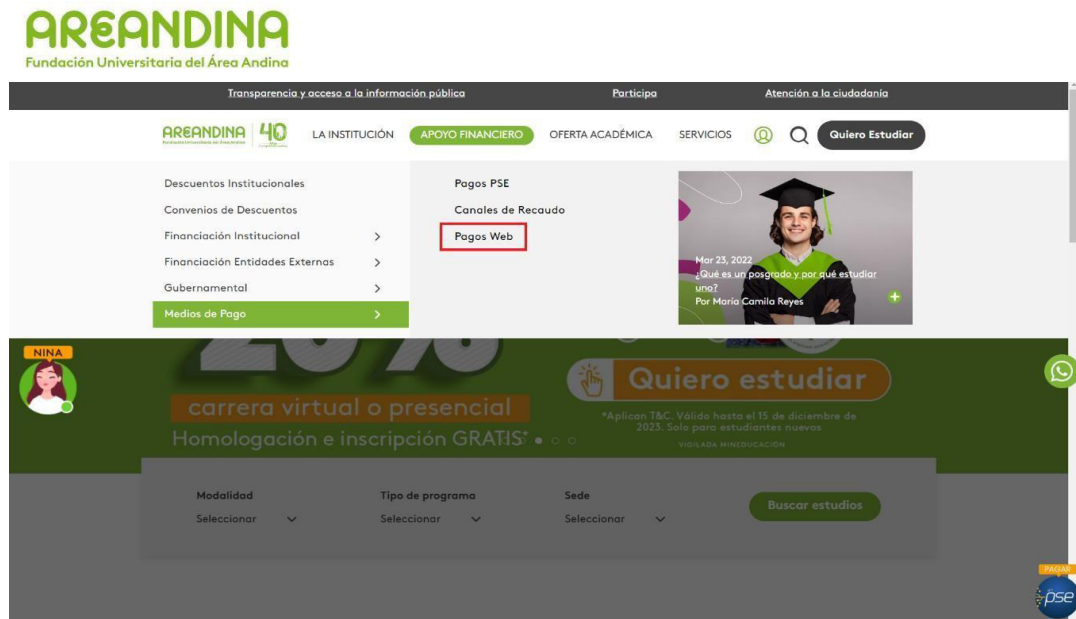 AREANDINA
Fundación Universitaria del Área Andina
Transparencia y acceso a la información pública
Participa
Atención a la ciudadanía
AREANDINA
40
LA INSTITUCIÓN
APOYO FINANCIERO
OFERTA ACADÉMICA
SERVICIOS
Quiero Estudiar
Descuentos Institucionales
Convenios de Descuentos
Financiación Institucional
Financiación Entidades Externas
Gubernamental
Medios de Pago
Pagos PSE
Canales de Recaudo
Pagos Web
Mar 23, 2022
¿Qué es un posgrado y por qué estudiar
uno?
Por María Camila Reyes
NINA
20%
carrera virtual o presencial
Homologación e inscripción GRATIS*
Quiero estudiar
*Aplican T&C. Válido hasta el 15 de diciembre de
2023. Solo para estudiantes nuevos
VIGILADA MINEDUCACIÓN
Modalidad
Seleccionar
Tipo de programa
Seleccionar
Sede
Seleccionar
Buscar estudios
PAGAR
pse